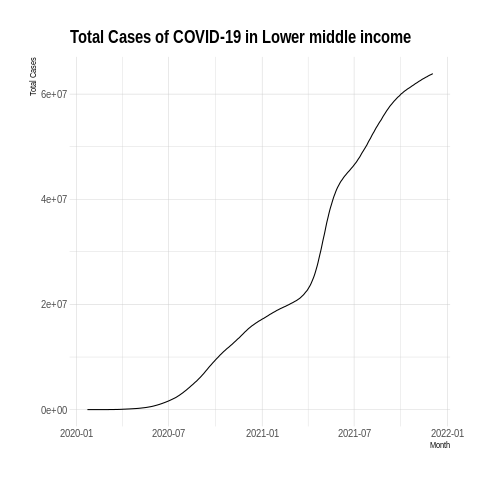 Total Cases of COVID-19 in Lower middle income
Total Cases
6e+07
4e+07
2e+07
0e+00
2020-01 2020-07 2021-01 2021-07 2022-01
Month